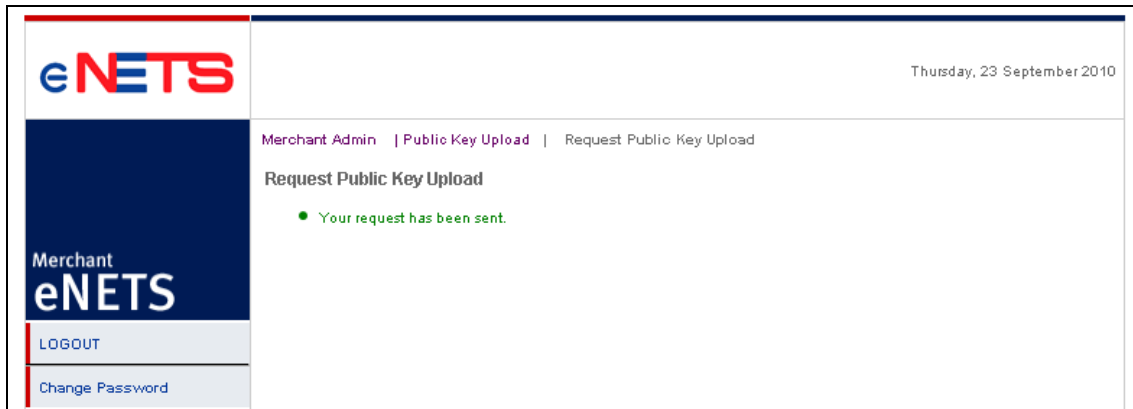 eNETS
Thursday, 23 September 2010
Merchant Admin | Public Key Upload | Request Public Key Upload
Request Public Key Upload
Your request has been sent.
Merchant
eNETS
LOGOUT
Change Password